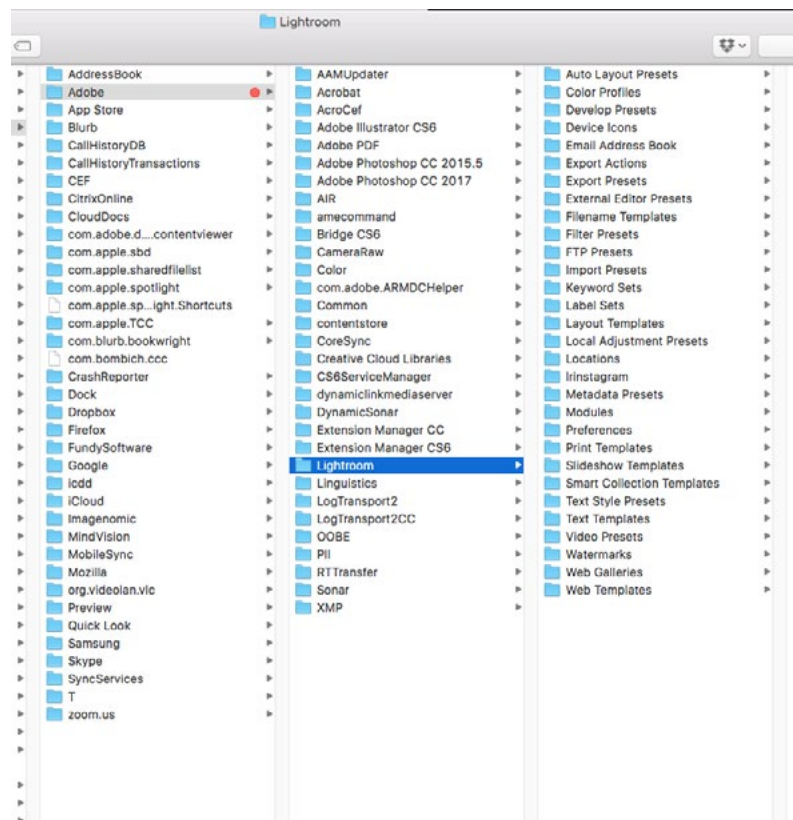 Lightroom
AddressBook
Adobe
App Store
Blurb
CallHistoryDB
CallHistoryTransactions
CEF
CitrixOnline
CloudDocs
com.adobe.d....contentviewer
com.apple.sbd
com.apple.sharedfilelist
com.apple.spotlight
com.apple.sp...ight.Shortcuts
com.apple.TCC
com.blurb.bookwright
com.bombich.ccc
CrashReporter
Dock
Dropbox
Firefox
FundySoftware
Google
icdd
iCloud
Imagenomic
MindVision
MobileSync
Mozilla
org.videolan.vlc
Preview
Quick Look
Samsung
Skype
SyncServices
T
zoom.us
AAMUpdater
Acrobat
AcroCef
Adobe Illustrator CS6
Adobe PDF
Adobe Photoshop CC 2015.5
Adobe Photoshop CC 2017
AIR
amecommand
Bridge CS6
CameraRaw
Color
com.adobe.ARMDCHelper
Common
contentstore
CoreSync
Creative Cloud Libraries
CS6ServiceManager
dynamiclinkmediaserver
DynamicSonar
Extension Manager CC
Extension Manager CS6
Lightroom
Linguistics
LogTransport2
LogTransport2CC
OOBE
PII
RTTransfer
Sonar
XMP
Auto Layout Presets
Color Profiles
Develop Presets
Device Icons
Email Address Book
Export Actions
Export Presets
External Editor Presets
Filename Templates
Filter Presets
FTP Presets
Import Presets
Keyword Sets
Label Sets
Layout Templates
Local Adjustment Presets
Locations
lrinstagram
Metadata Presets
Modules
Preferences
Print Templates
Slideshow Templates
Smart Collection Templates
Text Style Presets
Text Templates
Video Presets
Watermarks
Web Galleries
Web Templates